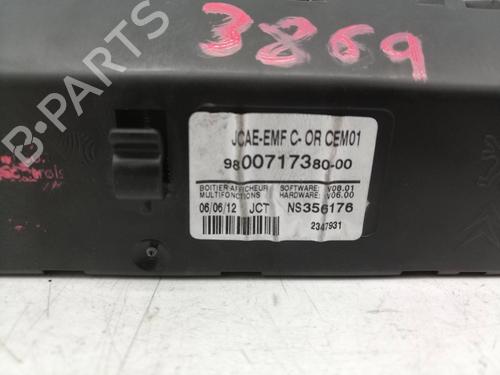 3869
JCAE-EMF C- OR CEM01
9800717380-00
BOITIER AFFICHEUR SOFTWARE: V08.01
MULTIFONCTIONS HARDWARE: V06.00
06/06/12 JCT NS356176
2347931
B-PARTS